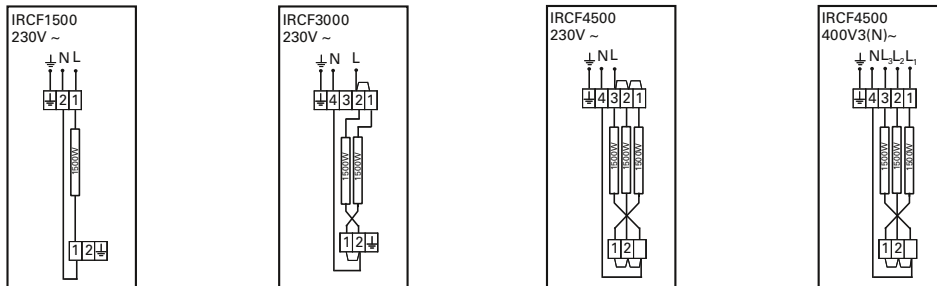 IRCF1500
230V ~
N L
2 1
1500W
1 2
IRCF3000
230V ~
N L
4 3 2 1
1500W 1500W
1 2
IRCF4500
230V ~
N L
4 3 2 1
1500W 1500W 1500W
1 2
IRCF4500
400V3(N)~
N L3 L2 L1
4 3 2 1
1500W 1500W 1500W
1 2